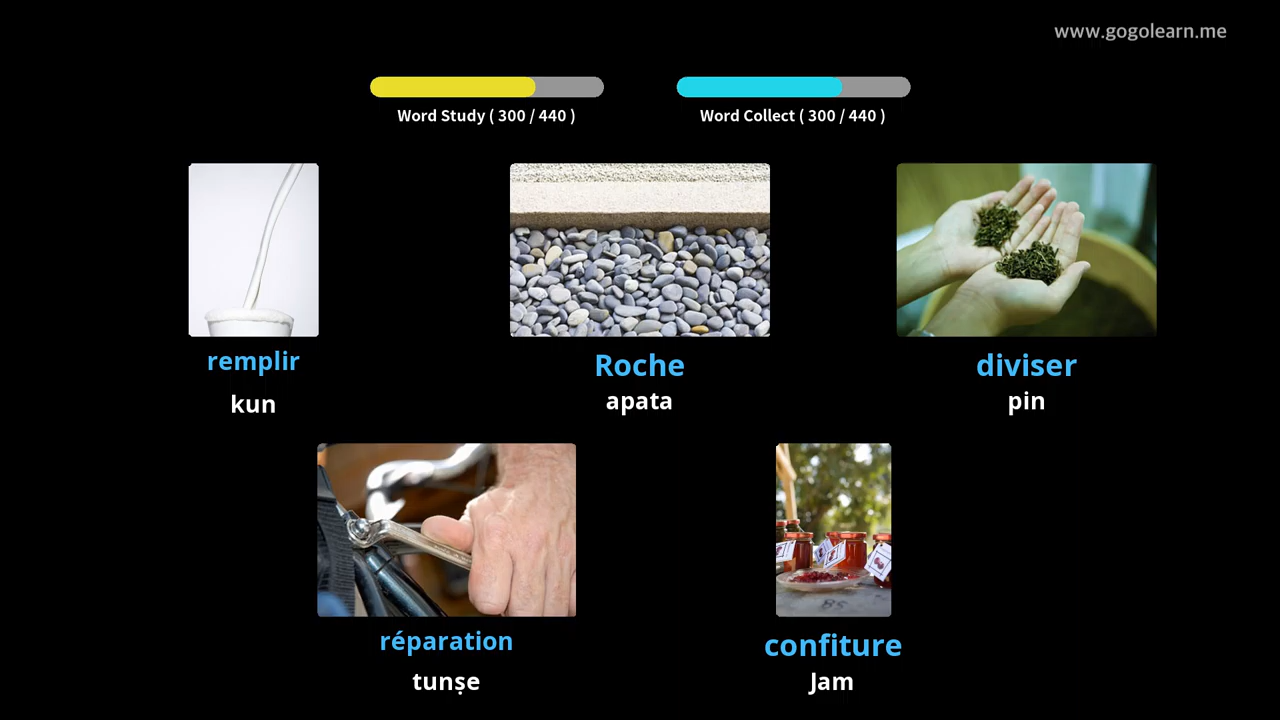 www.gogolearn.me
Word Study ( 300 / 440 )
Word Collect ( 300 / 440 )
remplir
kun
Roche
apata
diviser
pin
réparation
tunṣe
confiture
Jam